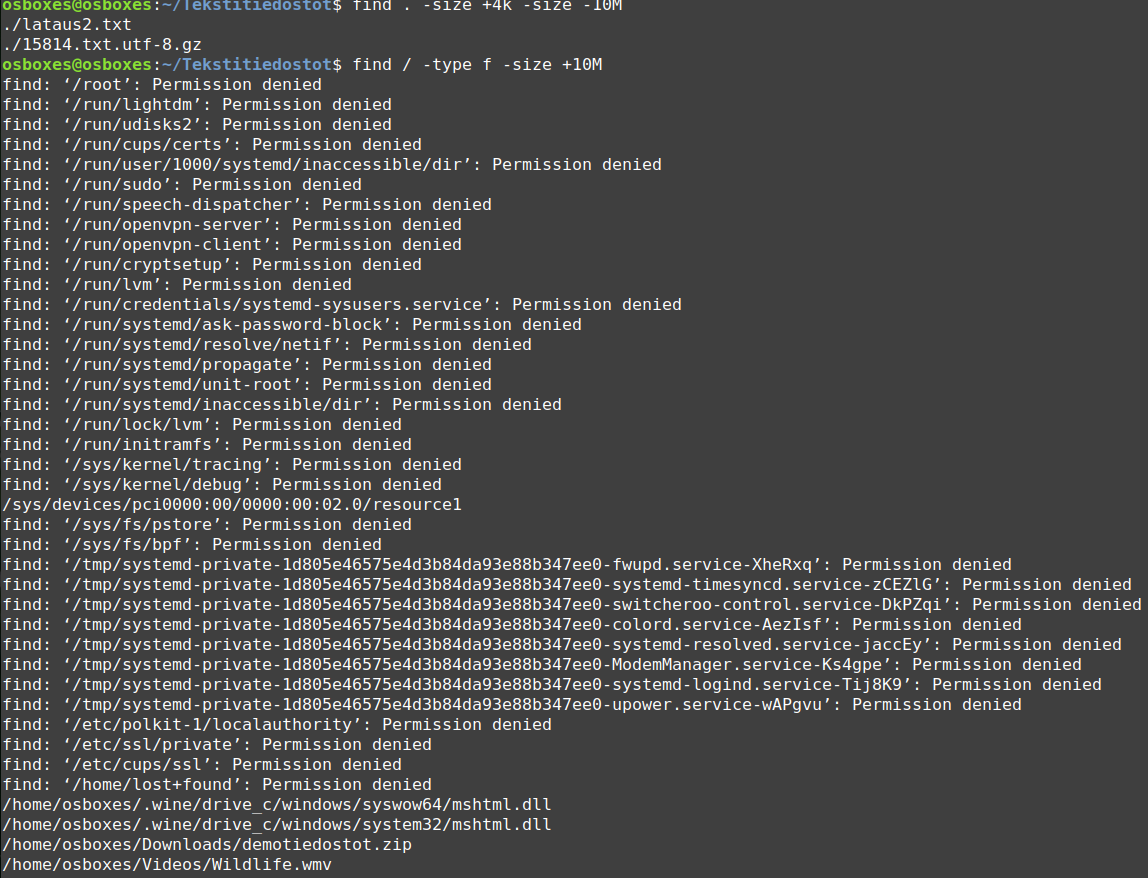 osboxes@osboxes:~/Tekstitiedostot$ find . -size +4k -size -10M
./lataus2.txt
./15814.txt.utf-8.gz
osboxes@osboxes:~/Tekstitiedostot$ find / -type f -size +10M
find: ‘/root’: Permission denied
find: ‘/run/lightdm’: Permission denied
find: ‘/run/udisks2’: Permission denied
find: ‘/run/cups/certs’: Permission denied
find: ‘/run/user/1000/systemd/inaccessible/dir’: Permission denied
find: ‘/run/sudo’: Permission denied
find: ‘/run/speech-dispatcher’: Permission denied
find: ‘/run/openvpn-server’: Permission denied
find: ‘/run/openvpn-client’: Permission denied
find: ‘/run/cryptsetup’: Permission denied
find: ‘/run/lvm’: Permission denied
find: ‘/run/credentials/systemd-sysusers.service’: Permission denied
find: ‘/run/systemd/ask-password-block’: Permission denied
find: ‘/run/systemd/resolve/netif’: Permission denied
find: ‘/run/systemd/propagate’: Permission denied
find: ‘/run/systemd/unit-root’: Permission denied
find: ‘/run/systemd/inaccessible/dir’: Permission denied
find: ‘/run/lock/lvm’: Permission denied
find: ‘/run/initramfs’: Permission denied
find: ‘/sys/kernel/tracing’: Permission denied
find: ‘/sys/kernel/debug’: Permission denied
/sys/devices/pci0000:00/0000:00:02.0/resource1
find: ‘/sys/fs/pstore’: Permission denied
find: ‘/sys/fs/bpf’: Permission denied
find: ‘/tmp/systemd-private-1d805e46575e4d3b84da93e88b347ee0-fwupd.service-XheRxq’: Permission denied
find: ‘/tmp/systemd-private-1d805e46575e4d3b84da93e88b347ee0-systemd-timesyncd.service-zCEZlG’: Permission denied
find: ‘/tmp/systemd-private-1d805e46575e4d3b84da93e88b347ee0-switcheroo-control.service-DkPZqi’: Permission denied
find: ‘/tmp/systemd-private-1d805e46575e4d3b84da93e88b347ee0-colord.service-AezIsf’: Permission denied
find: ‘/tmp/systemd-private-1d805e46575e4d3b84da93e88b347ee0-systemd-resolved.service-jaccEy’: Permission denied
find: ‘/tmp/systemd-private-1d805e46575e4d3b84da93e88b347ee0-ModemManager.service-Ks4gpe’: Permission denied
find: ‘/tmp/systemd-private-1d805e46575e4d3b84da93e88b347ee0-systemd-logind.service-Tij8K9’: Permission denied
find: ‘/tmp/systemd-private-1d805e46575e4d3b84da93e88b347ee0-upower.service-wAPgvu’: Permission denied
find: ‘/etc/polkit-1/localauthority’: Permission denied
find: ‘/etc/ssl/private’: Permission denied
find: ‘/etc/cups/ssl’: Permission denied
find: ‘/home/lost+found’: Permission denied
/home/osboxes/.wine/drive_c/windows/syswow64/mshtml.dll
/home/osboxes/.wine/drive_c/windows/system32/mshtml.dll
/home/osboxes/Downloads/demotiedostot.zip
/home/osboxes/Videos/Wildlife.wmv